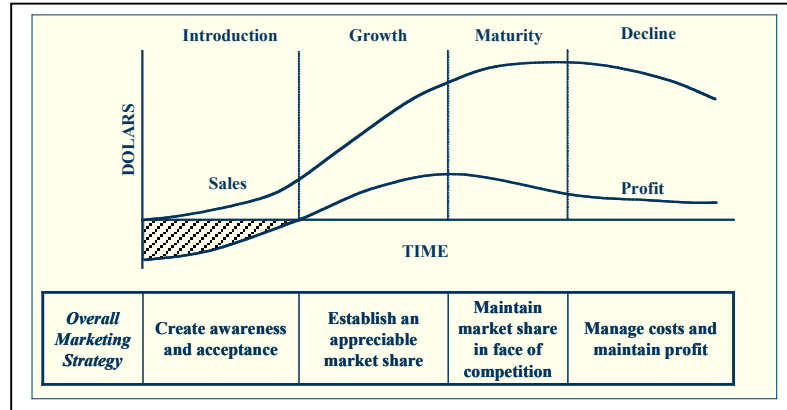 Introduction
Growth
Maturity
Decline
DOLARS
Sales
Profit
TIME
Overall
Marketing
Strategy
Create awareness
and acceptance
Establish an
appreciable
market share
Maintain
market share
in face of
competition
Manage costs and
maintain profit